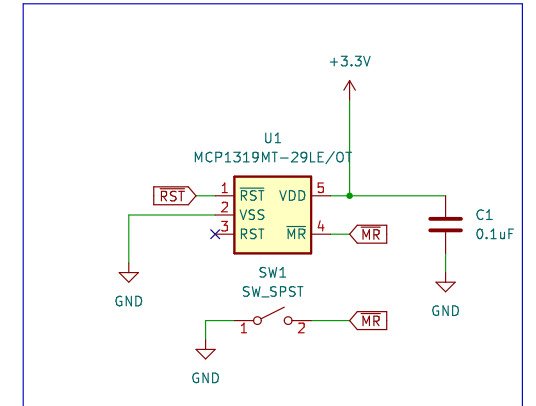 +3.3V
U1
MCP1319MT-29LE/OT
RST 1 RST VDD 5
2 VSS
3 RST MR 4 MR
C1
0.1uF
SW1
SW_SPST
GND
GND
1 2 MR
GND